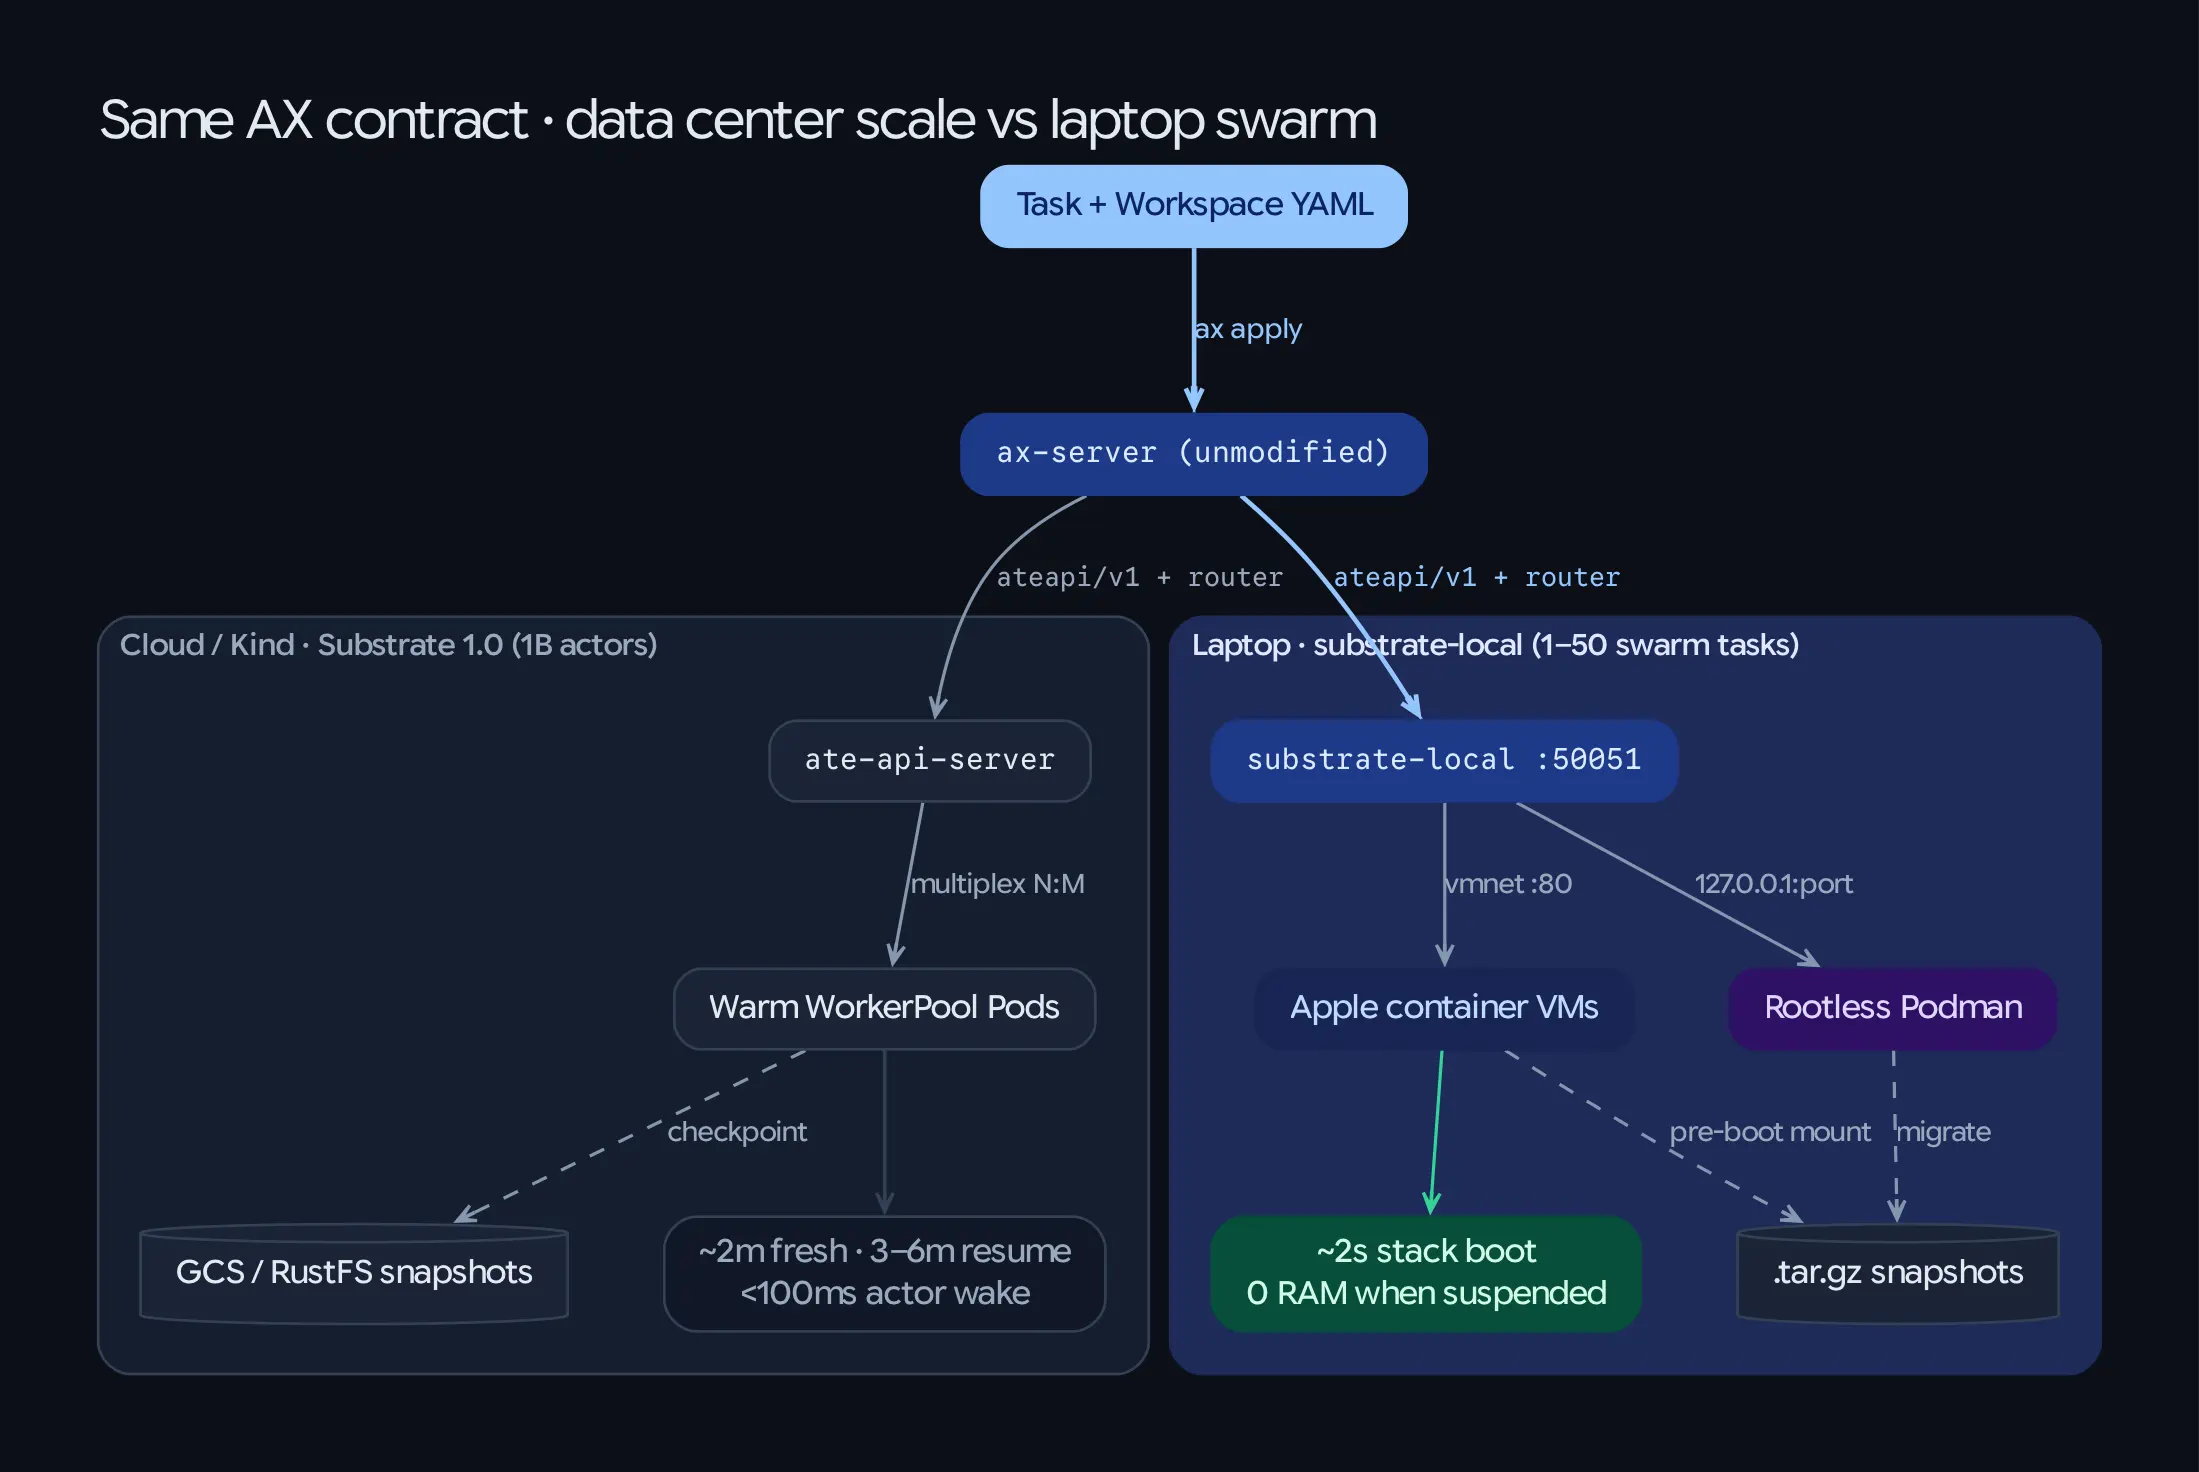 Same AX contract · data center scale vs laptop swarm
Task + Workspace YAML
ax apply
ax-server (unmodified)
ateapi/v1 + router
ateapi/v1 + router
Cloud / Kind · Substrate 1.0 (1B actors)
Laptop · substrate-local (1–50 swarm tasks)
ate-api-server
substrate-local :50051
multiplex N:M
vmnet :80
127.0.0.1:port
Warm WorkerPool Pods
Apple container VMs
Rootless Podman
checkpoint
pre-boot mount
migrate
GCS / RustFS snapshots
~2m fresh · 3–6m resume
<100ms actor wake
~2s stack boot
0 RAM when suspended
.tar.gz snapshots